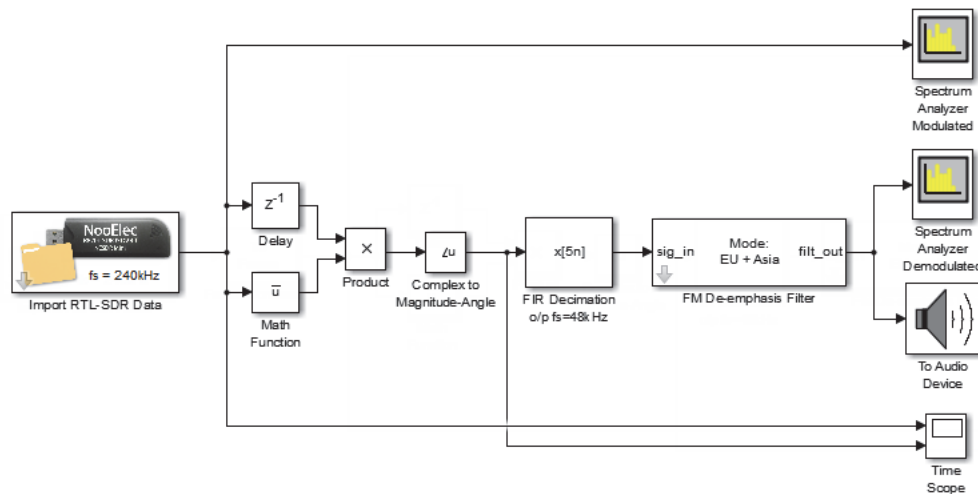 Spectrum
Analyzer
Modulated
z-1
Delay
NooElec
fs = 240kHz
Import RTL-SDR Data
u
Math
Function
×
Product
∠u
Complex to
Magnitude-Angle
x[5n]
FIR Decimation
o/p fs=48kHz
sig_in
Mode:
EU + Asia
filt_out
FM De-emphasis Filter
Spectrum
Analyzer
Demodulated
To Audio
Device
Time
Scope